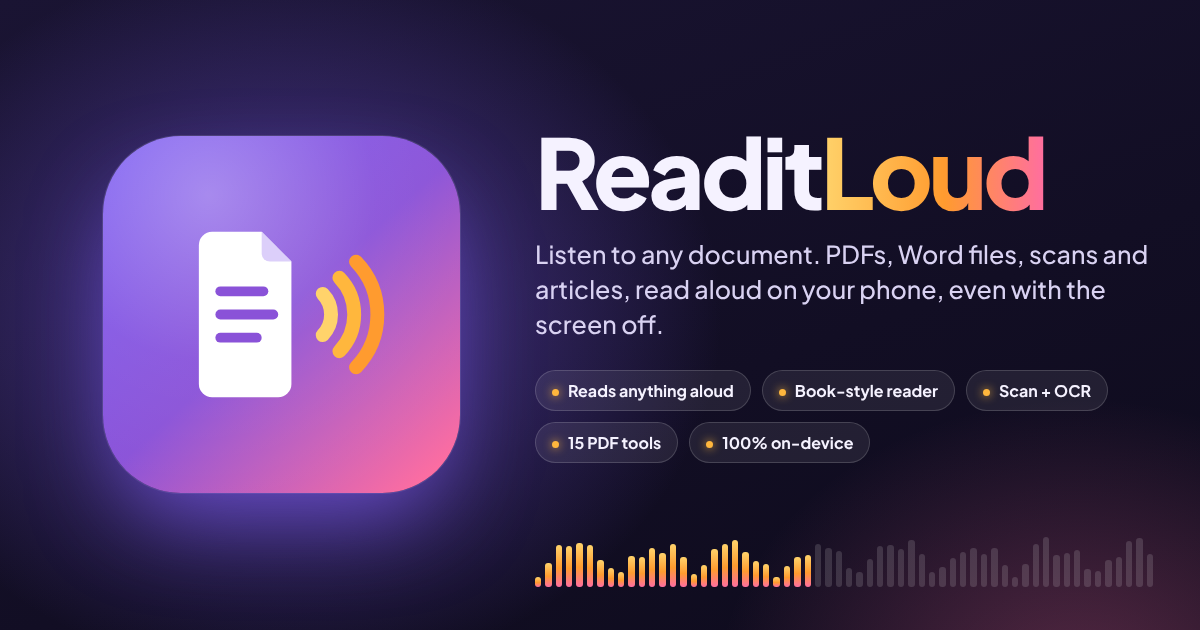 ReaditLoud
Listen to any document. PDFs, Word files, scans and
articles, read aloud on your phone, even with the
screen off.
Reads anything aloud
Book-style reader
Scan + OCR
15 PDF tools
100% on-device